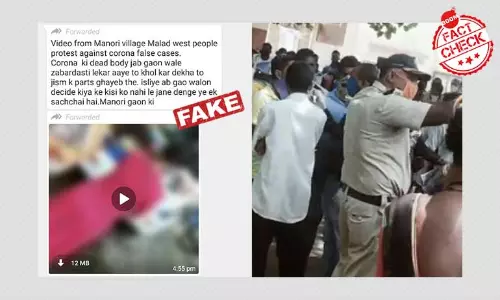 Forwarded
Video from Manori village Malad west people
protest against corona false cases.
Corona ki dead body jab gaon wale
zabardasti lekar aaye to khol kar dekha to
jism k parts ghayeb the. isliye ab gao walon
decide kiya ke kisi ko nahi le jane denge ye ek
sachchai hai.Manori gaon ki
FAKE
Forwarded
12 MB
4:55 pm
BOOM
FACT
CHECK